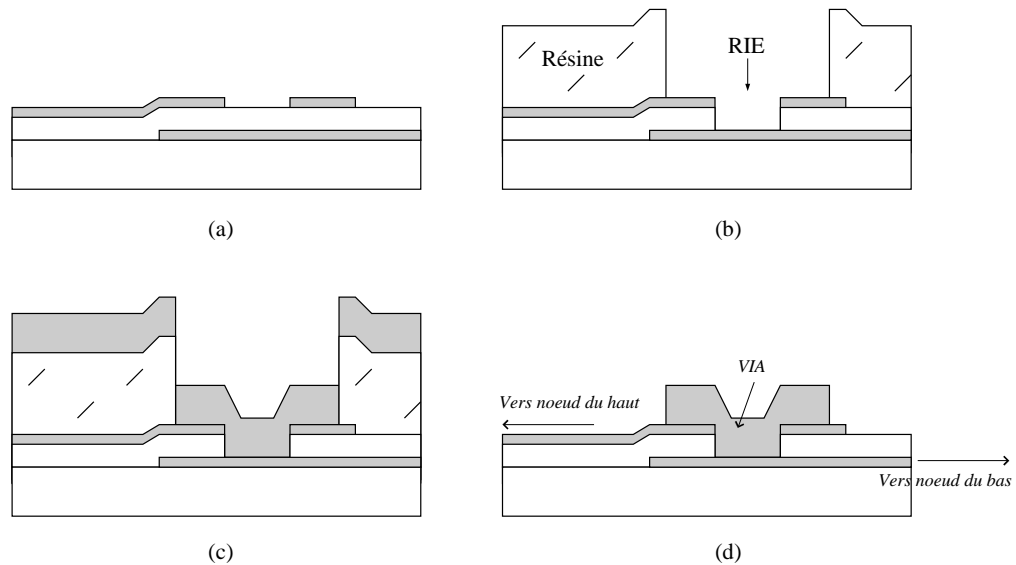 Résine
RIE
(a)
(b)
VIA
Vers noeud du haut
Vers noeud du bas
(c)
(d)